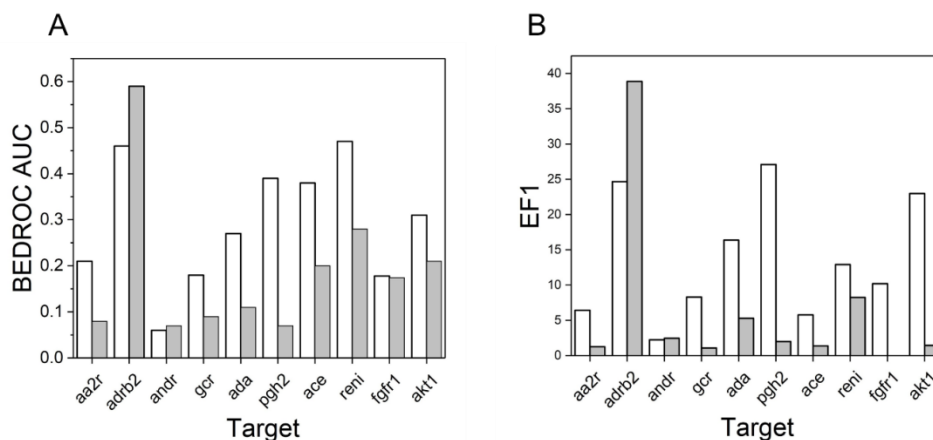 A
BEDROC AUC
0.6
0.5
0.4
0.3
0.2
0.1
0.0
aa2r
adrb2
andr
gcr
ada
pgh2
ace
reni
fgfr1
akt1
Target
B
EF1
40
35
30
25
20
15
10
5
0
aa2r
adrb2
andr
gcr
ada
pgh2
ace
reni
fgfr1
akt1
Target